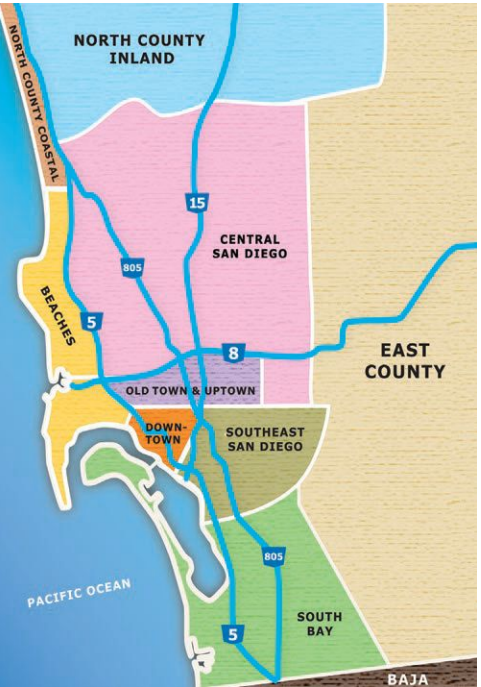 NORTH COUNTY
INLAND
NORTH COUNTY COASTAL
15
CENTRAL
SAN DIEGO
805
BEACHES
5
8
EAST
COUNTY
OLD TOWN & UPTOWN
DOWN-
TOWN
SOUTHEAST
SAN DIEGO
805
PACIFIC OCEAN
SOUTH
BAY
5
BAJA